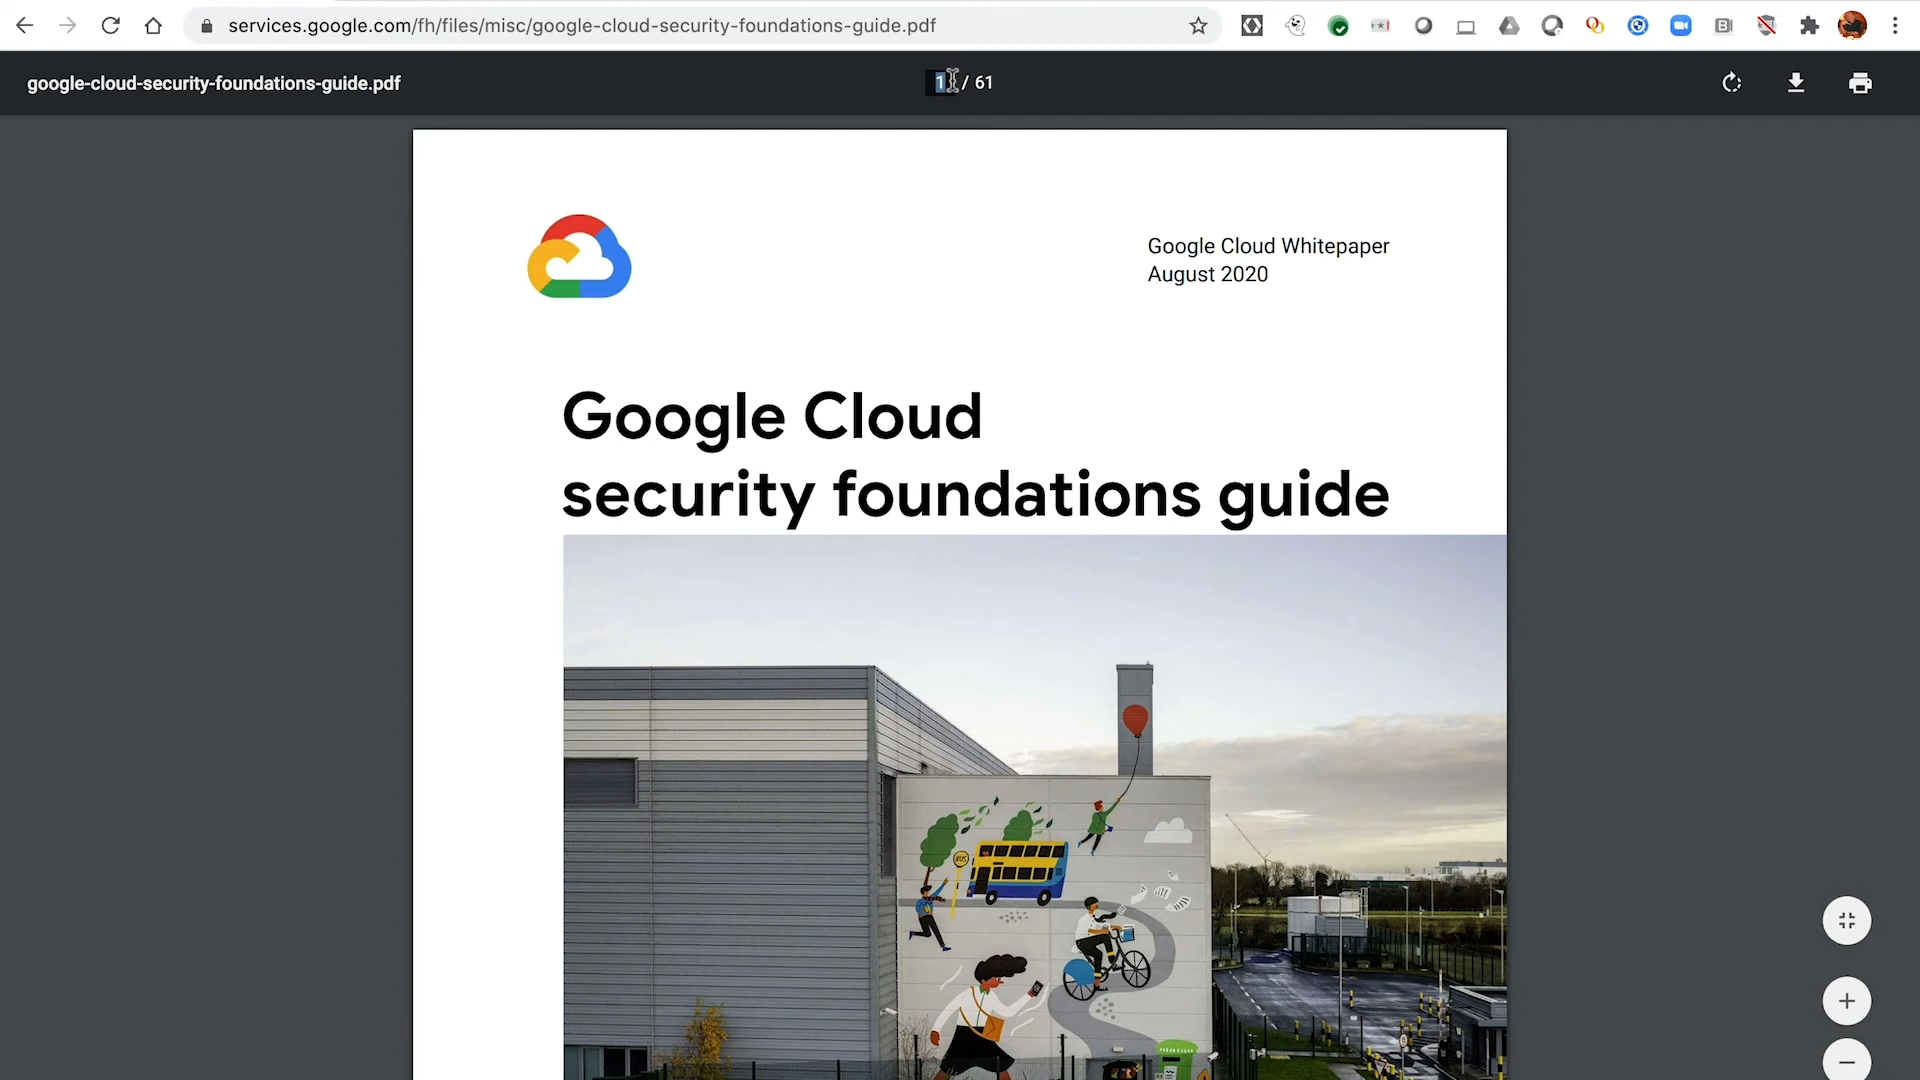 services.google.com/fh/files/misc/google-cloud-security-foundations-guide.pdf
google-cloud-security-foundations-guide.pdf
1 / 61
Google Cloud Whitepaper
August 2020
Google Cloud
security foundations guide
BUS